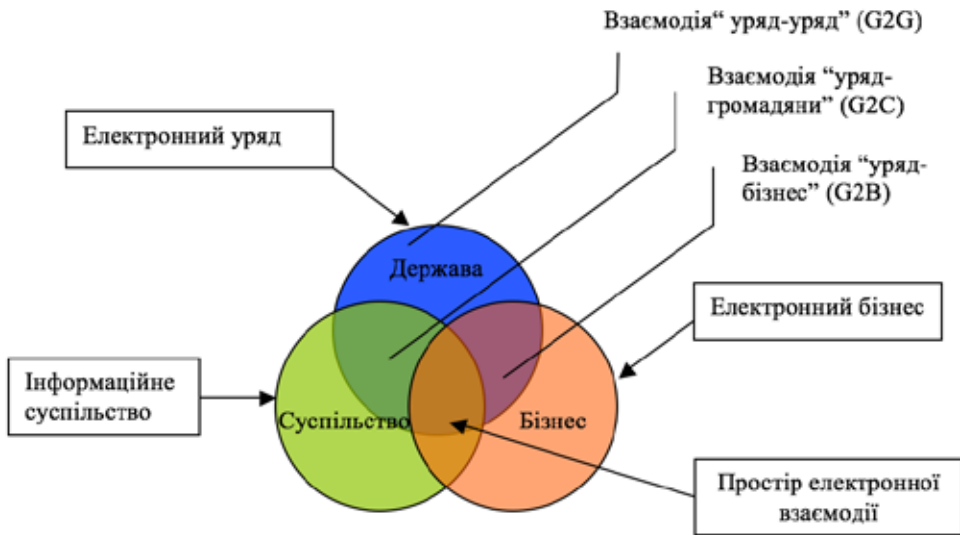 Взаємодія“ уряд-уряд” (G2G)
Взаємодія “уряд-
громадяни” (G2C)
Електронний уряд
Взаємодія “уряд-
бізнес” (G2B)
Держава
Електронний бізнес
Інформаційне
суспільство
Суспільство
Бізнес
Простір електронної
взаємодії